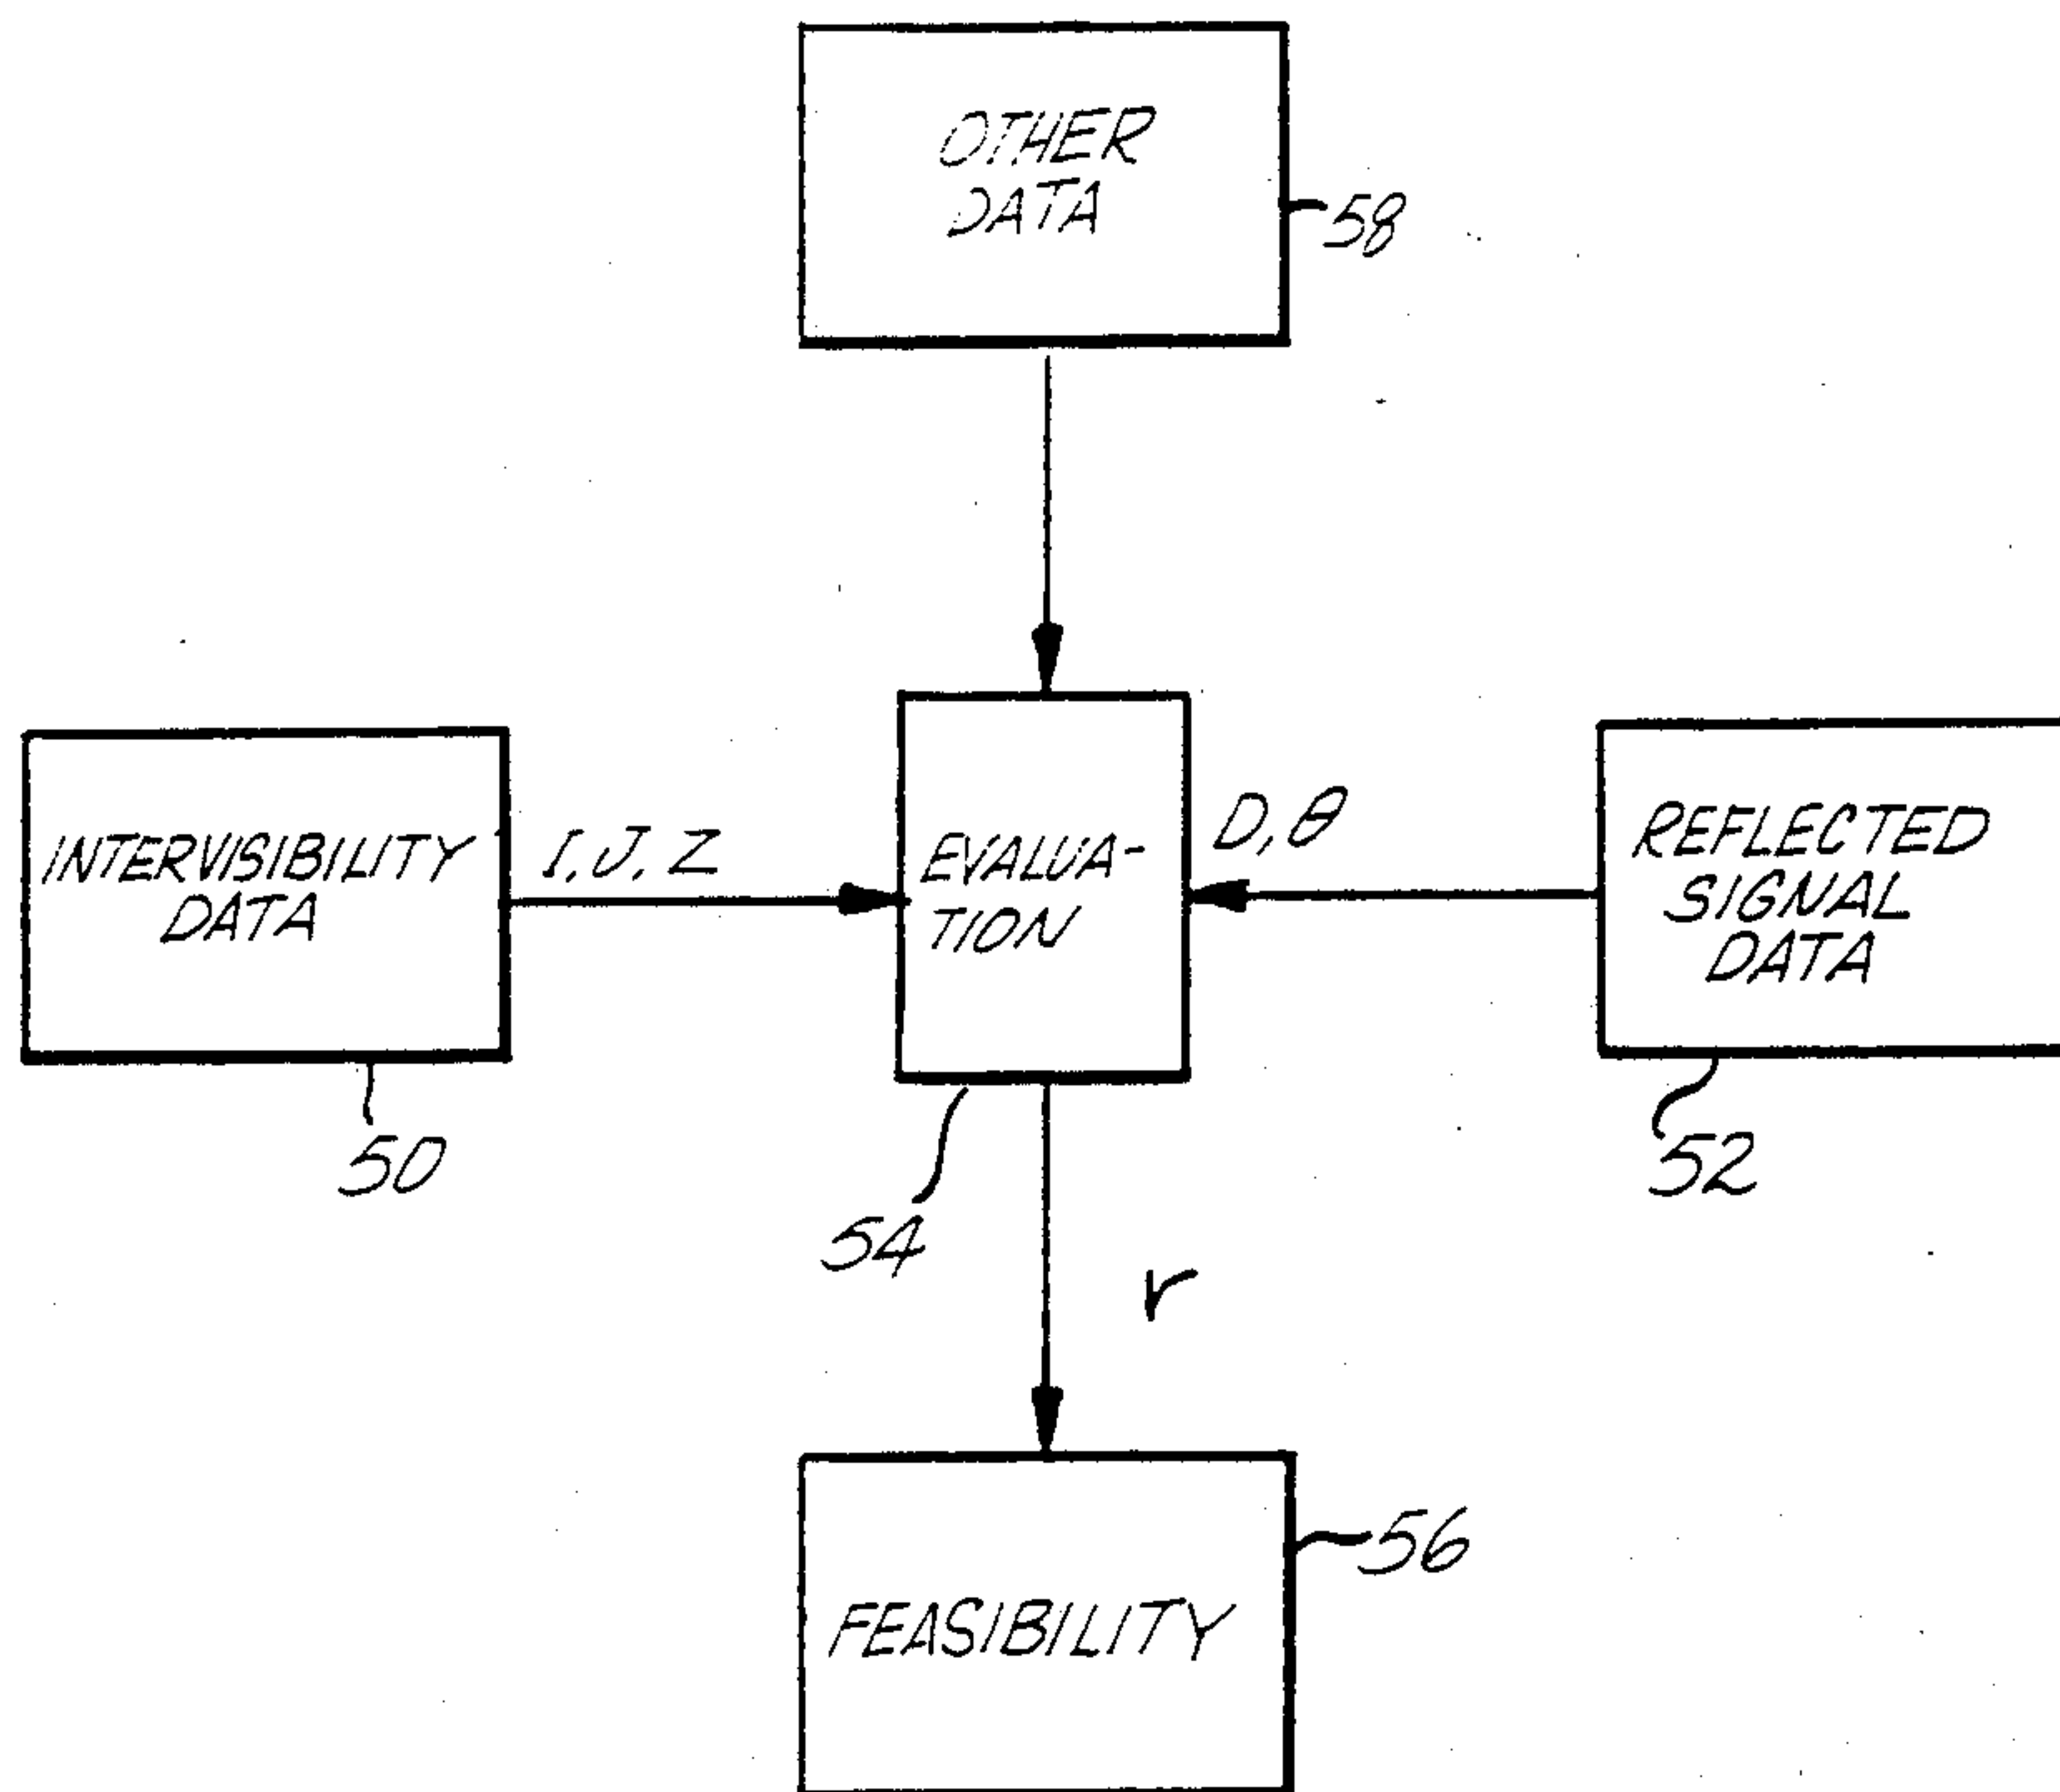 OTHER
DATA
58
INTERVISIBILITY
DATA
50
I, J, Z
EVALUA-
TION
54
D, θ
REFLECTED
SIGNAL
DATA
52
r
FEASIBILITY
56